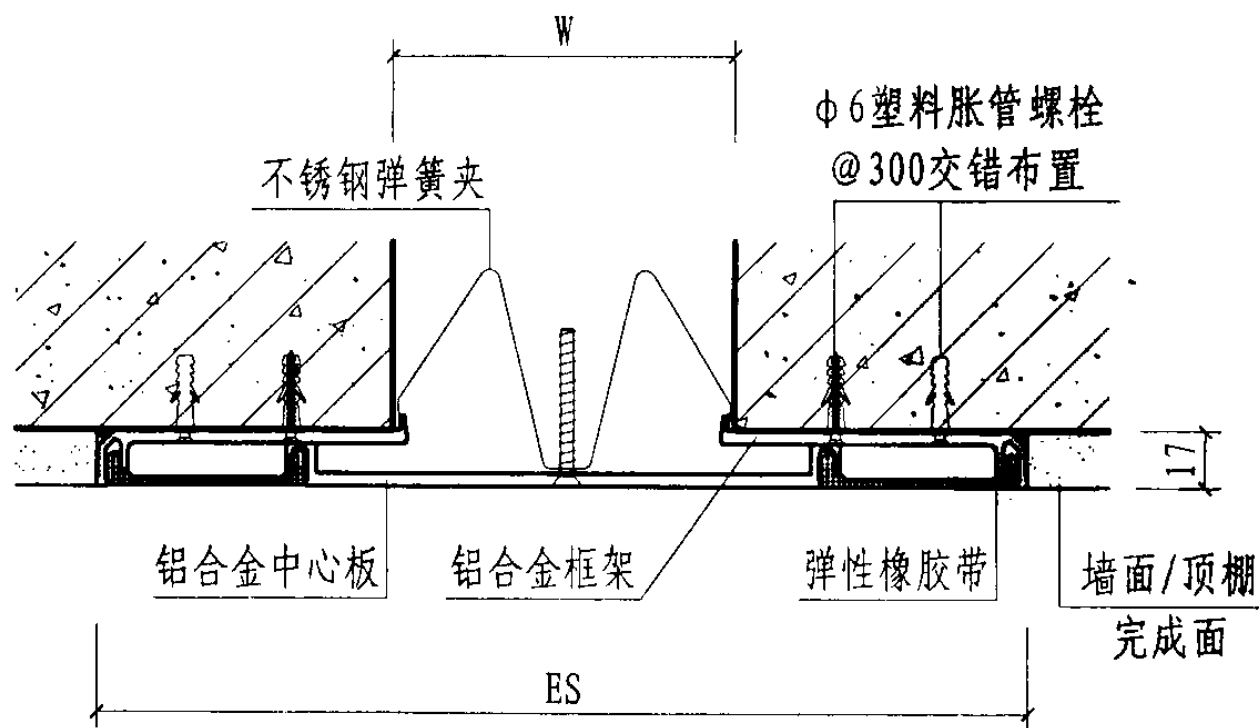 W
ϕ6塑料胀管螺栓
@300交错布置
不锈钢弹簧夹
17
铝合金中心板
铝合金框架
弹性橡胶带
墙面/顶棚
完成面
ES